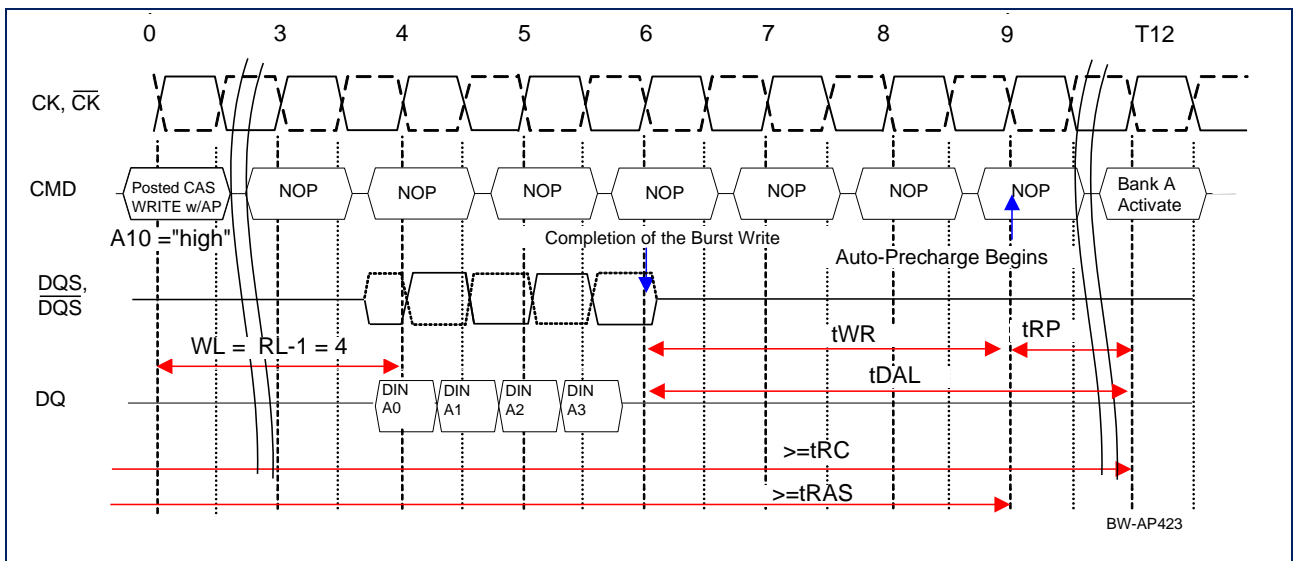 0 3 4 5 6 7 8 9 T12
CK, CK
CMD
Posted CAS
WRITE w/AP
NOP NOP NOP NOP NOP NOP NOP
Bank A
Activate
A10 ="high"
Completion of the Burst Write
Auto-Precharge Begins
DQS,
DQS
WL = RL-1 = 4
tWR
tRP
tDAL
DQ
DIN
A0
DIN
A1
DIN
A2
DIN
A3
>=tRC
>=tRAS
BW-AP423